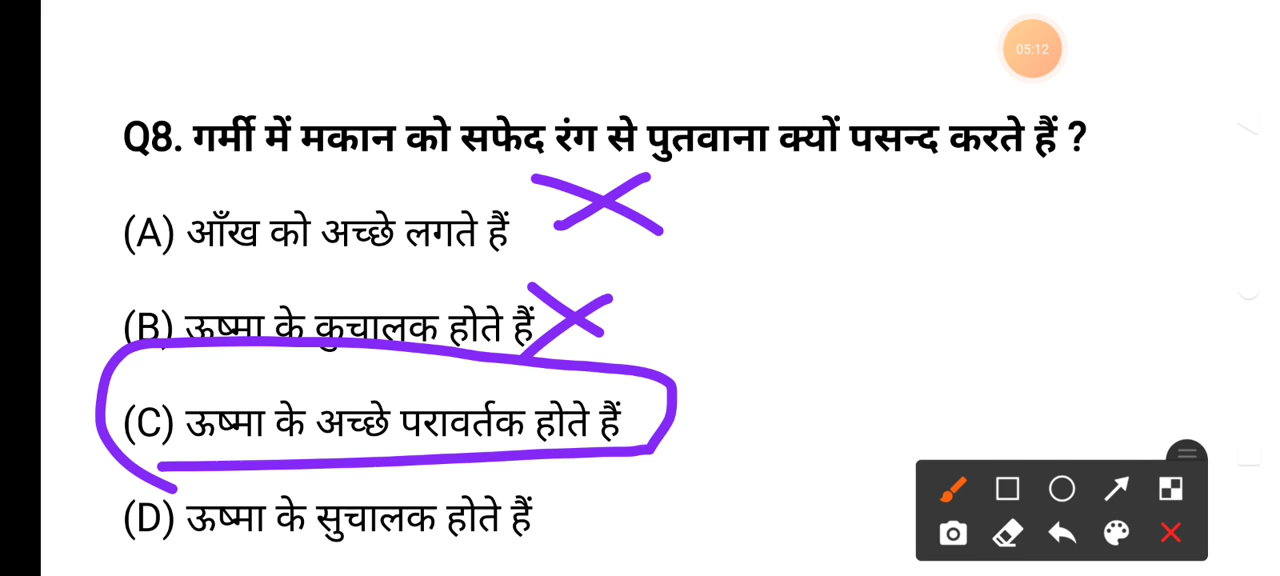 05:12
Q8. गर्मी में मकान को सफेद रंग से पुतवाना क्यों पसन्द करते हैं ?
(A) आँख को अच्छे लगते हैं
(B) ऊष्मा के कुचालक होते हैं
(C) ऊष्मा के अच्छे परावर्तक होते हैं
(D) ऊष्मा के सुचालक होते हैं